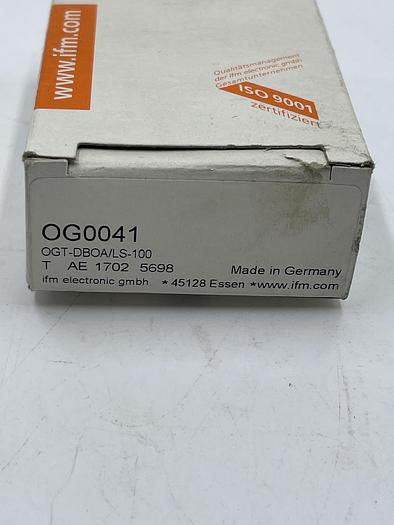 www.ifm.com
Qualitätsmanagement
der ifm electronic gmbh
Gesamtunternehmen
ISO 9001
zertifiziert
OG0041
OGT-DBOA/LS-100
T AE 1702 5698 Made in Germany
ifm electronic gmbh * 45128 Essen * www.ifm.com